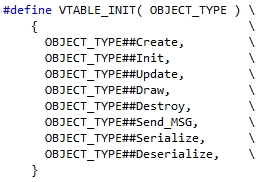 #define VTABLE_INIT( OBJECT_TYPE ) \
    {                              \
      OBJECT_TYPE##Create,         \
      OBJECT_TYPE##Init,           \
      OBJECT_TYPE##Update,         \
      OBJECT_TYPE##Draw,           \
      OBJECT_TYPE##Destroy,        \
      OBJECT_TYPE##Send_MSG,       \
      OBJECT_TYPE##Serialize,      \
      OBJECT_TYPE##Deserialize,    \
    }